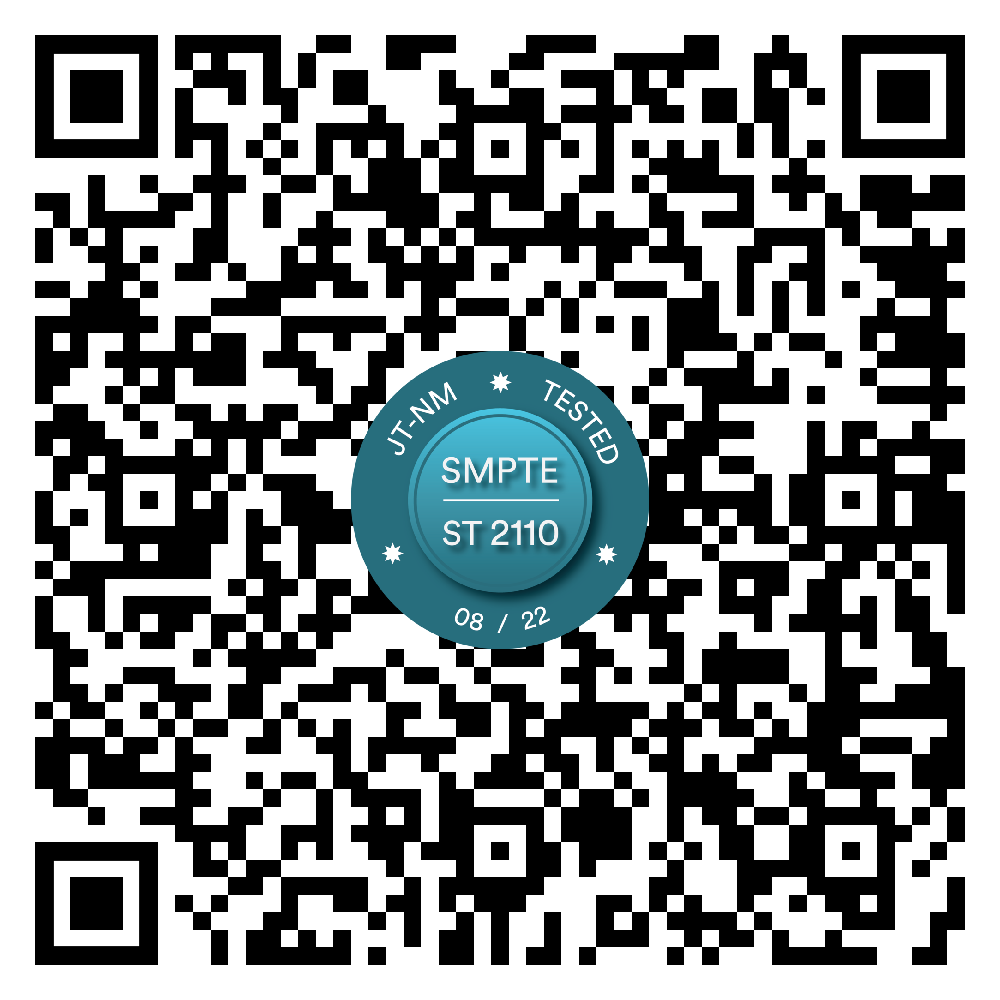 JT-NM TESTED
SMPTE
ST 2110
08 / 22